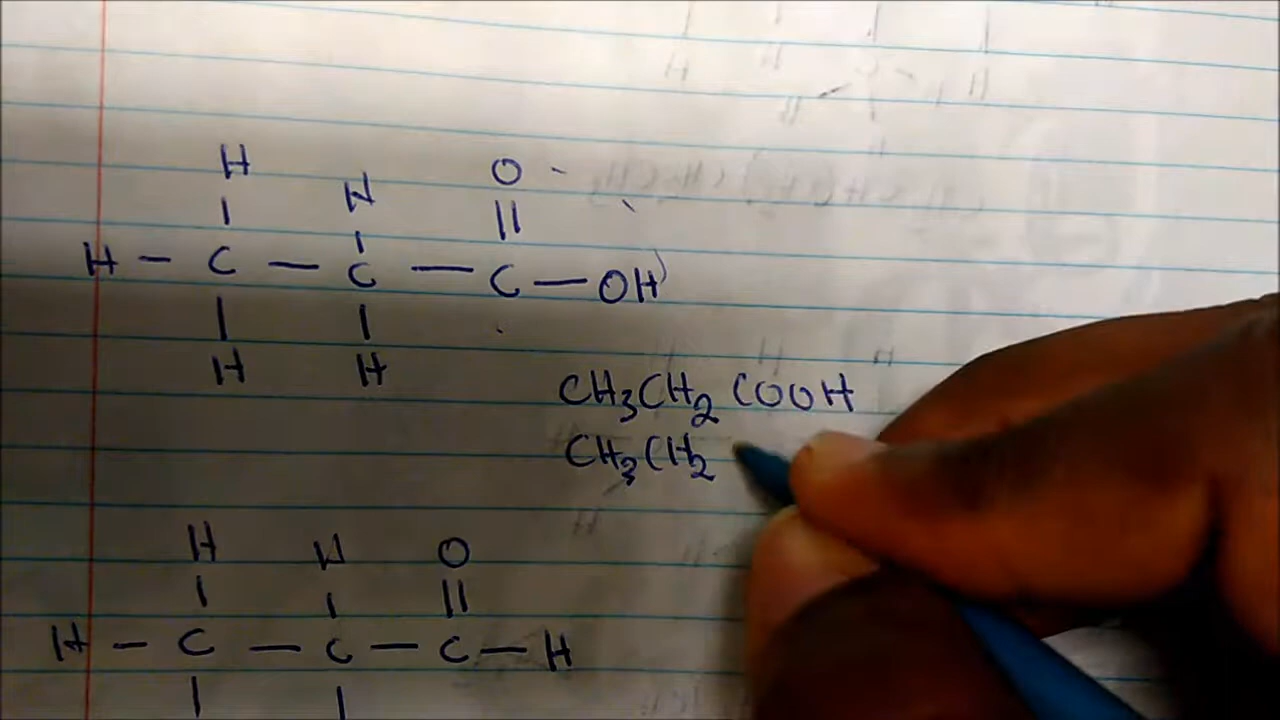 H H O
H - C - C - C - OH
H H
CH3CH2COOH
CH3CH2
H H O
H - C - C - C - H